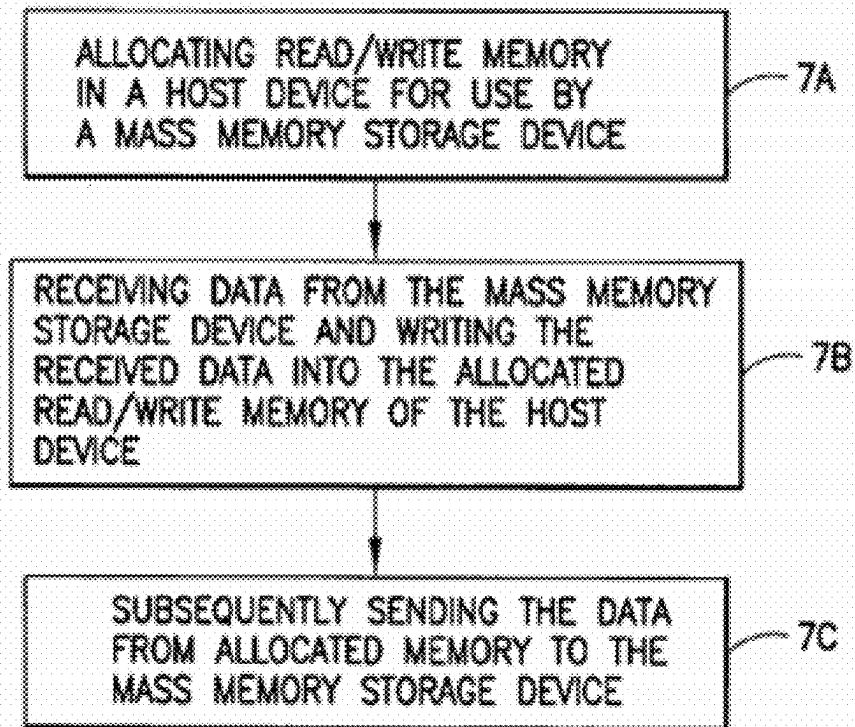 ALLOCATING READ/WRITE MEMORY
IN A HOST DEVICE FOR USE BY
A MASS MEMORY STORAGE DEVICE
7A
RECEIVING DATA FROM THE MASS MEMORY
STORAGE DEVICE AND WRITING THE
RECEIVED DATA INTO THE ALLOCATED
READ/WRITE MEMORY OF THE HOST
DEVICE
7B
SUBSEQUENTLY SENDING THE DATA
FROM ALLOCATED MEMORY TO THE
MASS MEMORY STORAGE DEVICE
7C